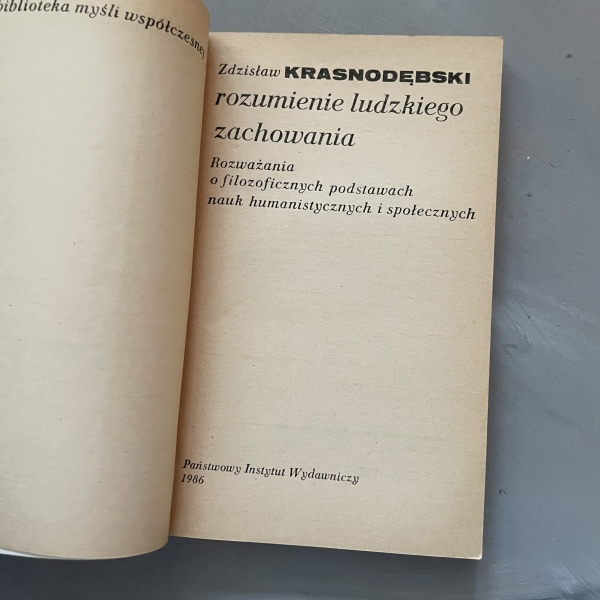 biblioteka myśli współczesnej
Zdzisław KRASNODĘBSKI
rozumienie ludzkiego
zachowania
Rozważania
o filozoficznych podstawach
nauk humanistycznych i społecznych
Państwowy Instytut Wydawniczy
1986